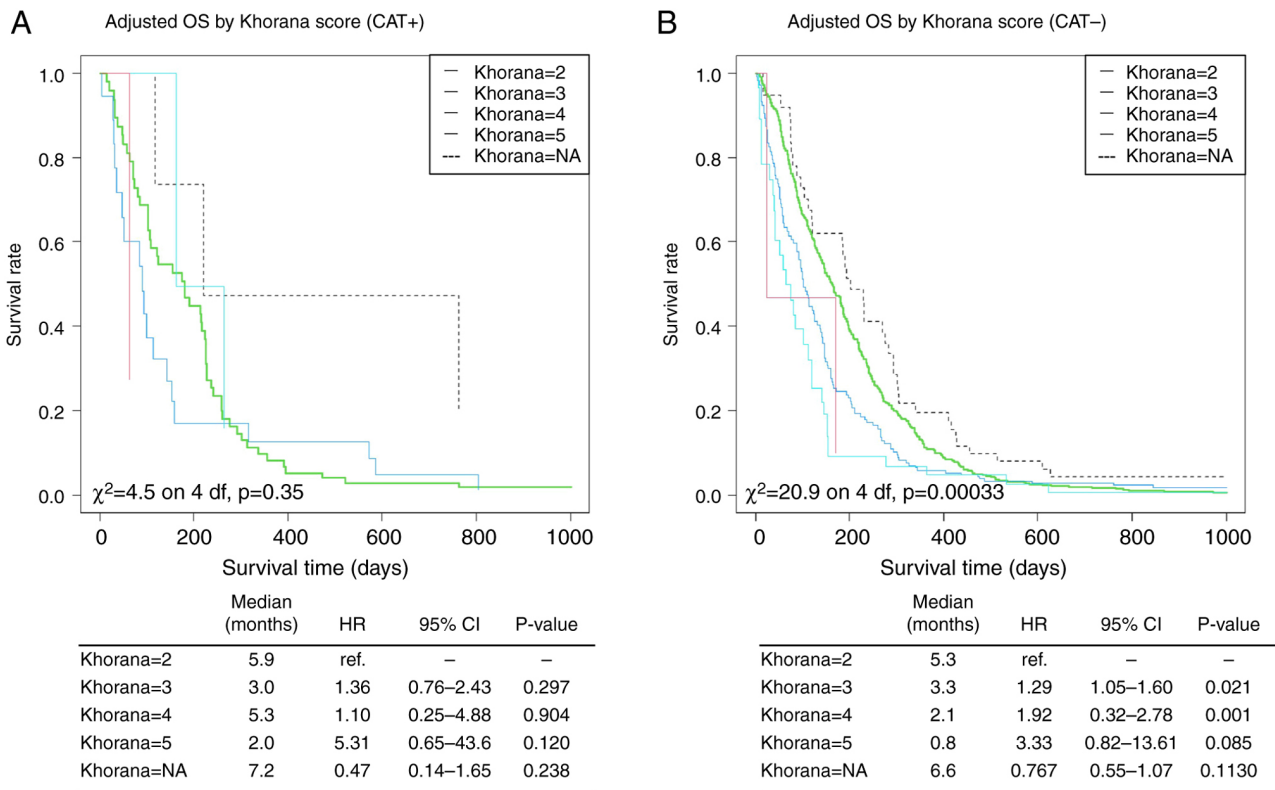 A
Adjusted OS by Khorana score (CAT+)
Survival rate
1.0
0.8
0.6
0.4
0.2
0.0
Khorana=2
Khorana=3
Khorana=4
Khorana=5
Khorana=NA
χ²=4.5 on 4 df, p=0.35
0 200 400 600 800 1000
Survival time (days)
Median
(months) HR 95% CI P-value
Khorana=2 5.9 ref. – –
Khorana=3 3.0 1.36 0.76–2.43 0.297
Khorana=4 5.3 1.10 0.25–4.88 0.904
Khorana=5 2.0 5.31 0.65–43.6 0.120
Khorana=NA 7.2 0.47 0.14–1.65 0.238
B
Adjusted OS by Khorana score (CAT–)
Survival rate
1.0
0.8
0.6
0.4
0.2
0.0
Khorana=2
Khorana=3
Khorana=4
Khorana=5
Khorana=NA
χ²=20.9 on 4 df, p=0.00033
0 200 400 600 800 1000
Survival time (days)
Median
(months) HR 95% CI P-value
Khorana=2 5.3 ref. – –
Khorana=3 3.3 1.29 1.05–1.60 0.021
Khorana=4 2.1 1.92 0.32–2.78 0.001
Khorana=5 0.8 3.33 0.82–13.61 0.085
Khorana=NA 6.6 0.767 0.55–1.07 0.1130